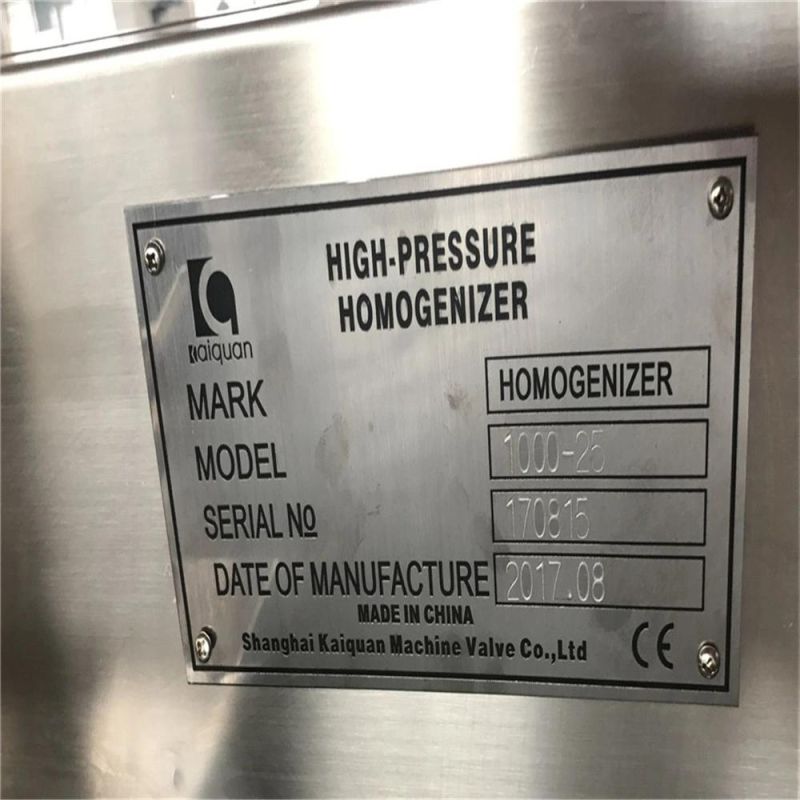 HIGH-PRESSURE
HOMOGENIZER
Kaiquan
MARK HOMOGENIZER
MODEL 1000-25
SERIAL № 170815
DATE OF MANUFACTURE 2017.08
MADE IN CHINA
Shanghai Kaiquan Machine Valve Co.,Ltd CE